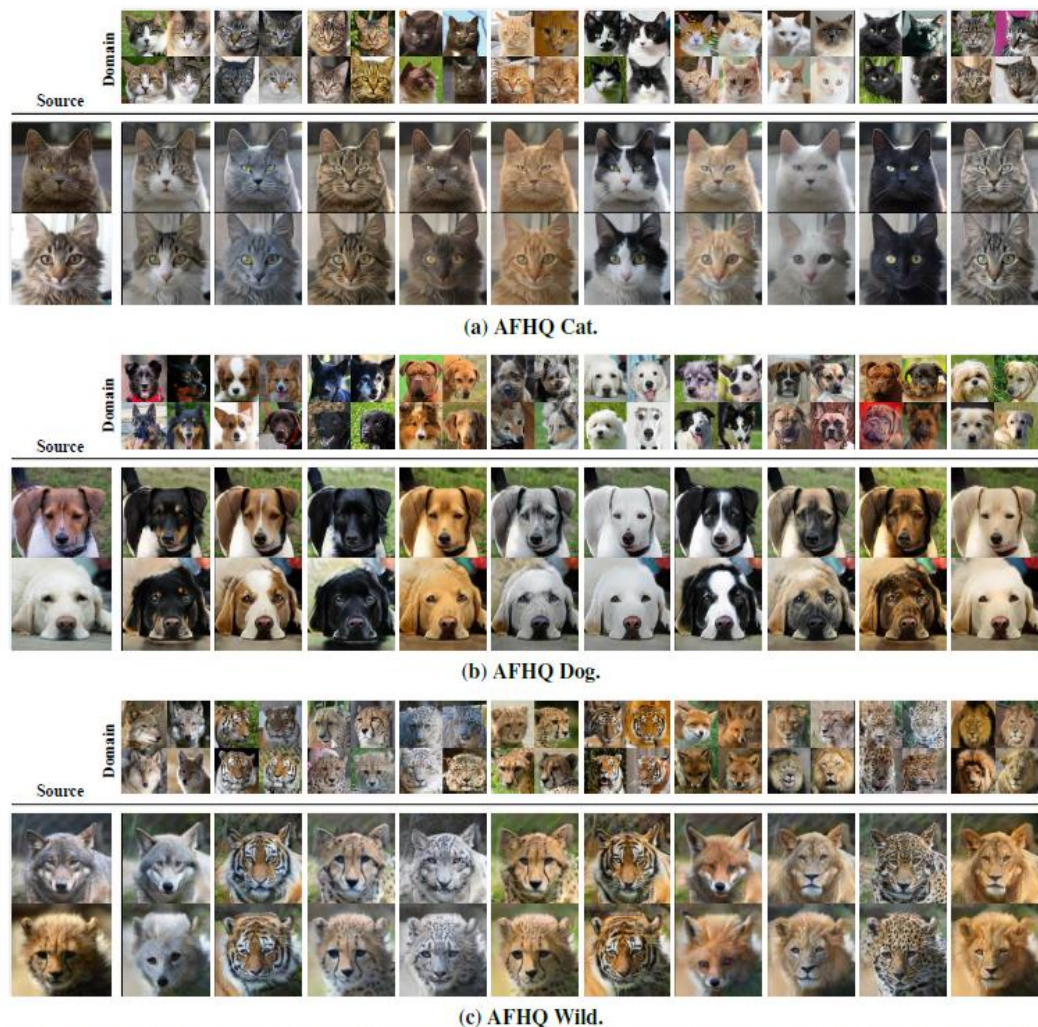 Domain
Source
(a) AFHQ Cat.
Domain
Source
(b) AFHQ Dog.
Domain
Source
(c) AFHQ Wild.